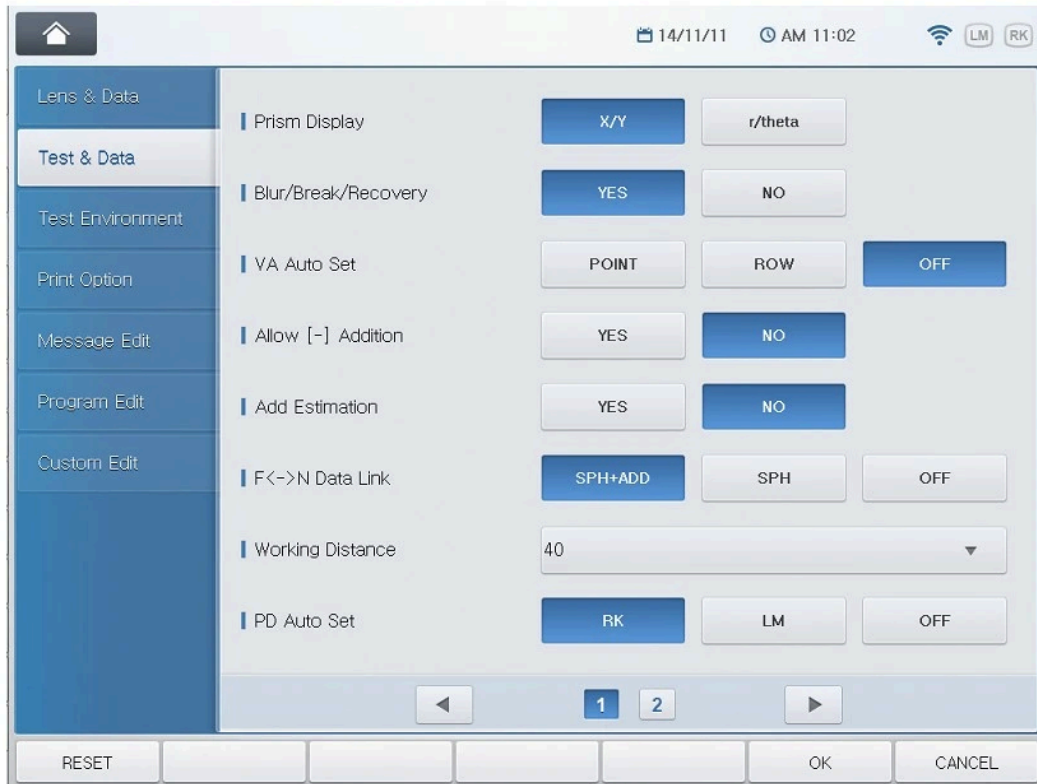 14/11/11 AM 11:02 LM RK
Lens & Data
Test & Data
Test Environment
Print Option
Message Edit
Program Edit
Custom Edit
Prism Display X/Y r/theta
Blur/Break/Recovery YES NO
VA Auto Set POINT ROW OFF
Allow [-] Addition YES NO
Add Estimation YES NO
F<->N Data Link SPH+ADD SPH OFF
Working Distance 40
PD Auto Set RK LM OFF
1 2
RESET OK CANCEL